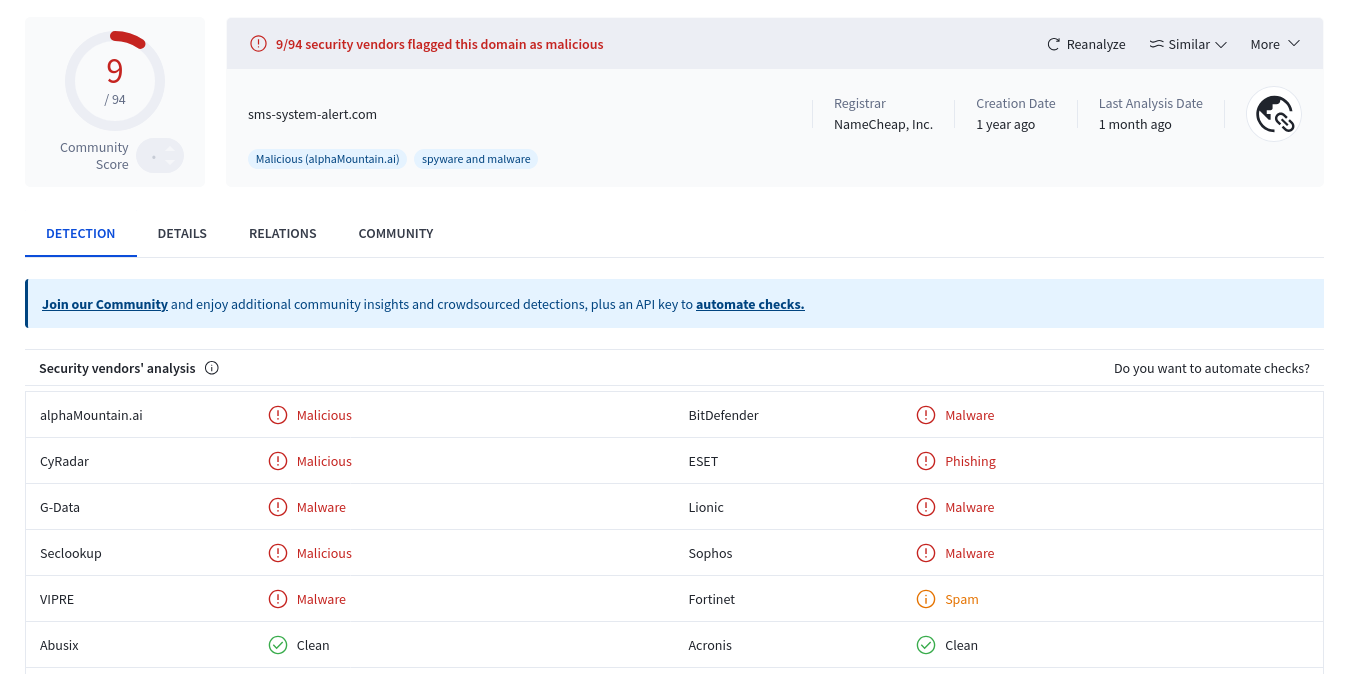 9
/ 94
Community
Score
9/94 security vendors flagged this domain as malicious
Reanalyze
Similar
More
sms-system-alert.com
Malicious (alphaMountain.ai)
spyware and malware
Registrar
NameCheap, Inc.
Creation Date
1 year ago
Last Analysis Date
1 month ago
DETECTION DETAILS RELATIONS COMMUNITY
Join our Community and enjoy additional community insights and crowdsourced detections, plus an API key to automate checks.
Security vendors' analysis
Do you want to automate checks?
alphaMountain.ai Malicious BitDefender Malware
CyRadar Malicious ESET Phishing
G-Data Malware Lionic Malware
Seclookup Malicious Sophos Malware
VIPRE Malware Fortinet Spam
Abusix Clean Acronis Clean